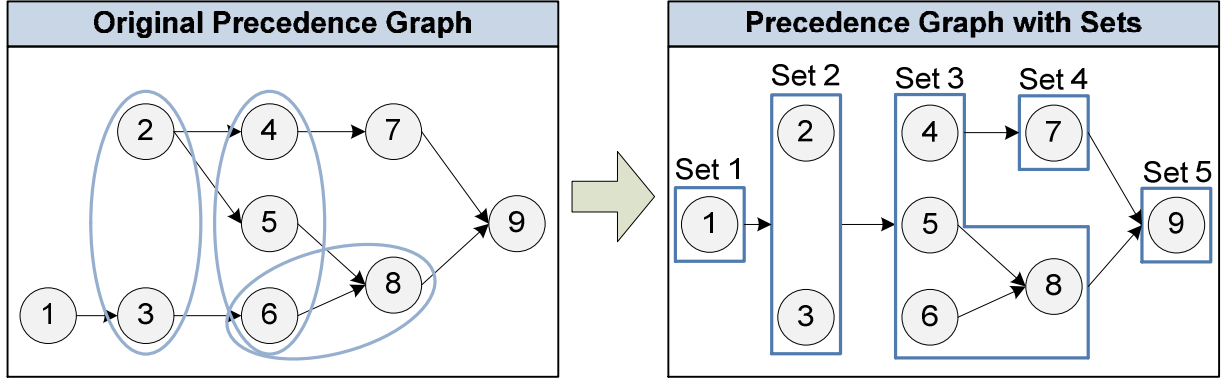 Original Precedence Graph
2 4 7
5 9
8
1 3 6
Precedence Graph with Sets
Set 2 Set 3 Set 4
2 4 7
Set 1 Set 5
1 5 9
8
3 6